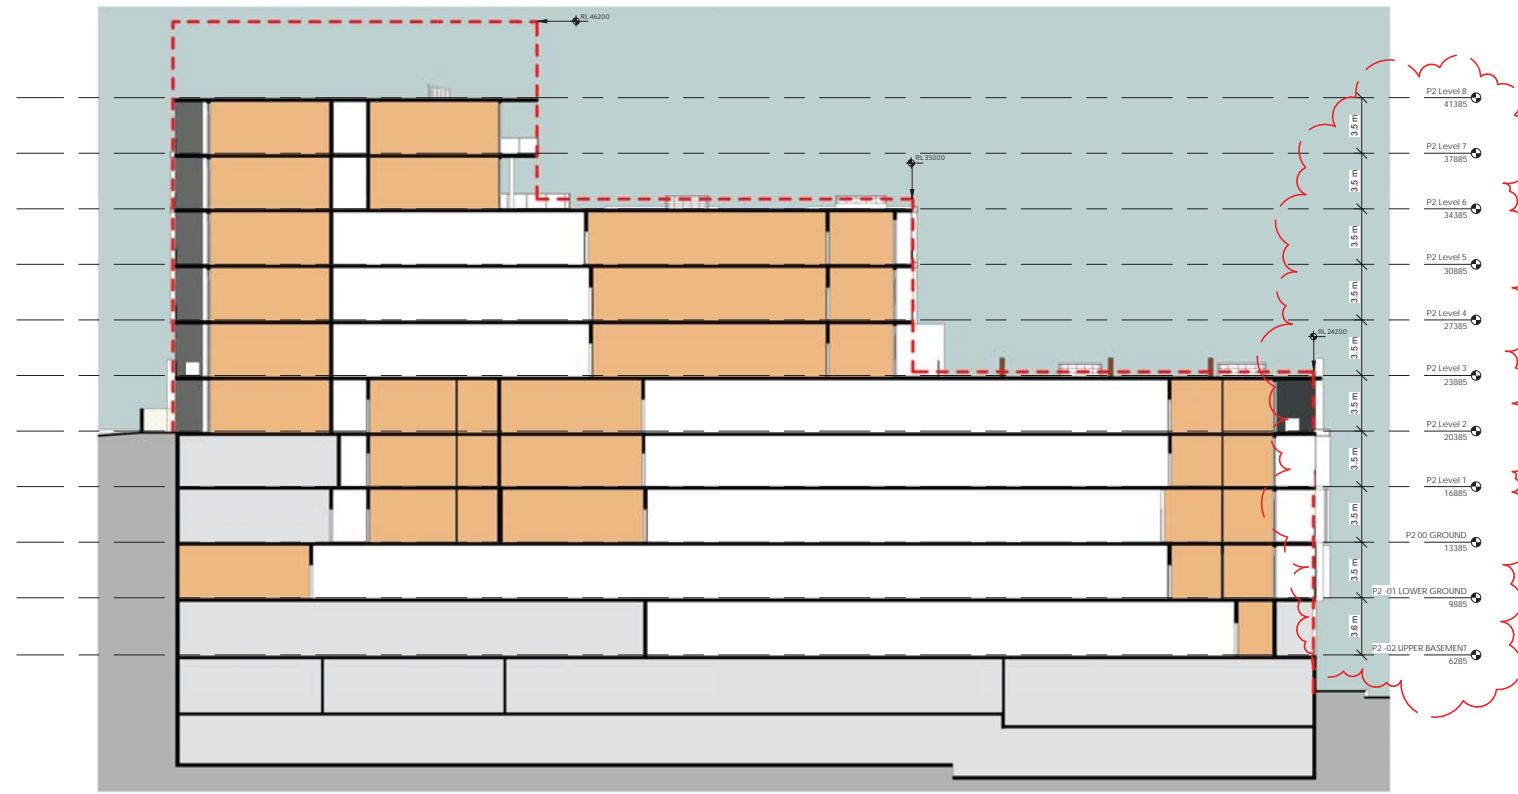 RL 46200
P2 Level 8
41385
3.5 m
P2 Level 7
37885
RL 35000
3.5 m
P2 Level 6
34385
3.5 m
P2 Level 5
30885
3.5 m
P2 Level 4
27385
RL 24200
3.5 m
P2 Level 3
23885
3.5 m
P2 Level 2
20385
3.5 m
P2 Level 1
16885
3.5 m
P2 00 GROUND
13385
3.5 m
P2 -01 LOWER GROUND
9885
3.6 m
P2 -02 UPPER BASEMENT
6285